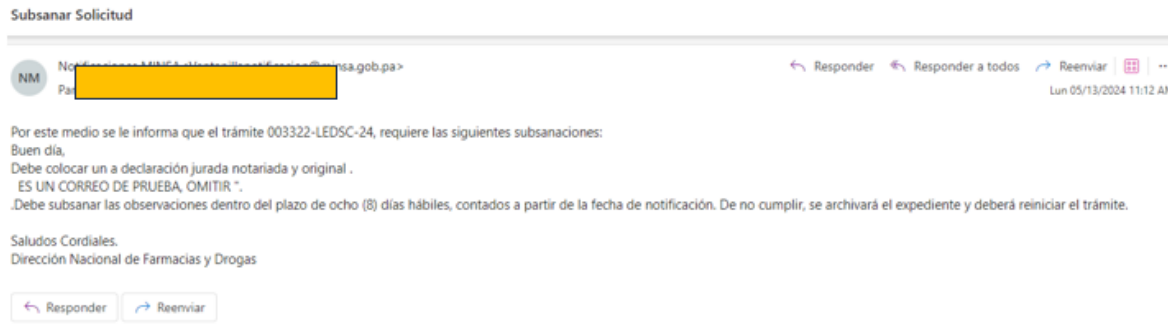 Subsanar Solicitud
NM
insa.gob.pa>
Responder
Responder a todos
Reenviar
Lun 05/13/2024 11:12 AM
Por este medio se le informa que el trámite 003322-LEDSC-24, requiere las siguientes subsanaciones:
Buen día,
Debe colocar un a declaración jurada notariada y original .
ES UN CORREO DE PRUEBA, OMITIR ".
.Debe subsanar las observaciones dentro del plazo de ocho (8) días hábiles, contados a partir de la fecha de notificación. De no cumplir, se archivará el expediente y deberá reiniciar el trámite.
Saludos Cordiales.
Dirección Nacional de Farmacias y Drogas
Responder
Reenviar